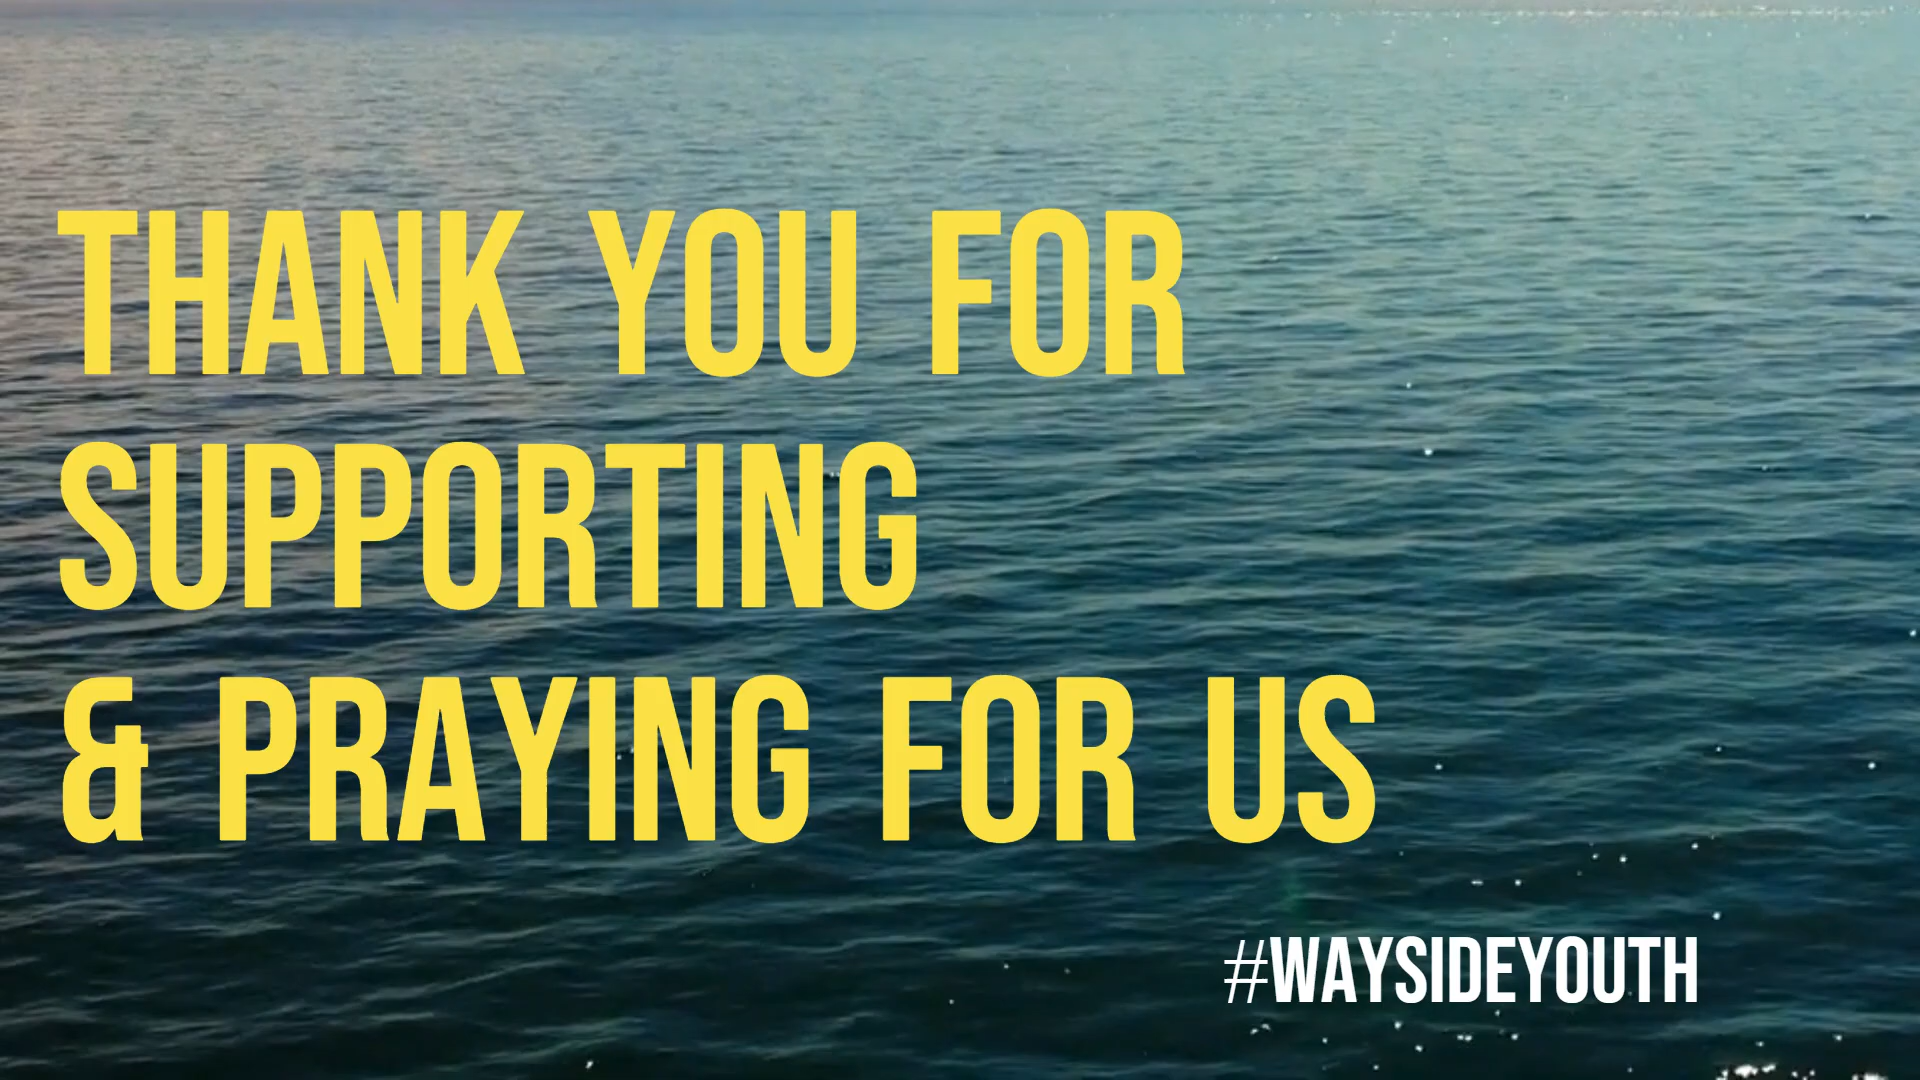 THANK YOU FOR
SUPPORTING
& PRAYING FOR US
#WAYSIDEYOUTH